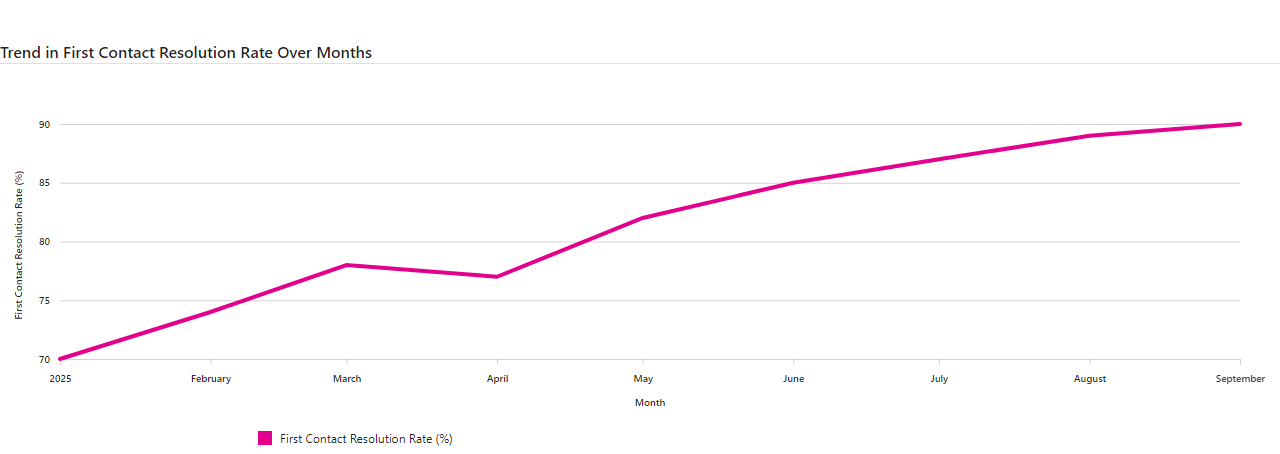 Trend in First Contact Resolution Rate Over Months
First Contact Resolution Rate (%)
90
85
80
75
70
2025 February March April May June July August September
Month
First Contact Resolution Rate (%)